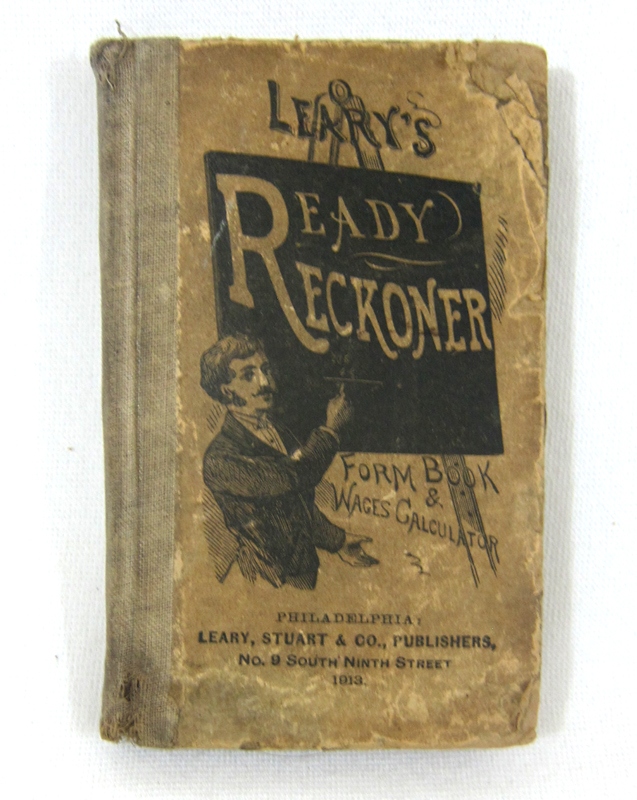 LEARY'S
READY
RECKONER
FORM BOOK
&
WAGES CALCULATOR
PHILADELPHIA:
LEARY, STUART & CO., PUBLISHERS,
No. 9 SOUTH NINTH STREET
1913.